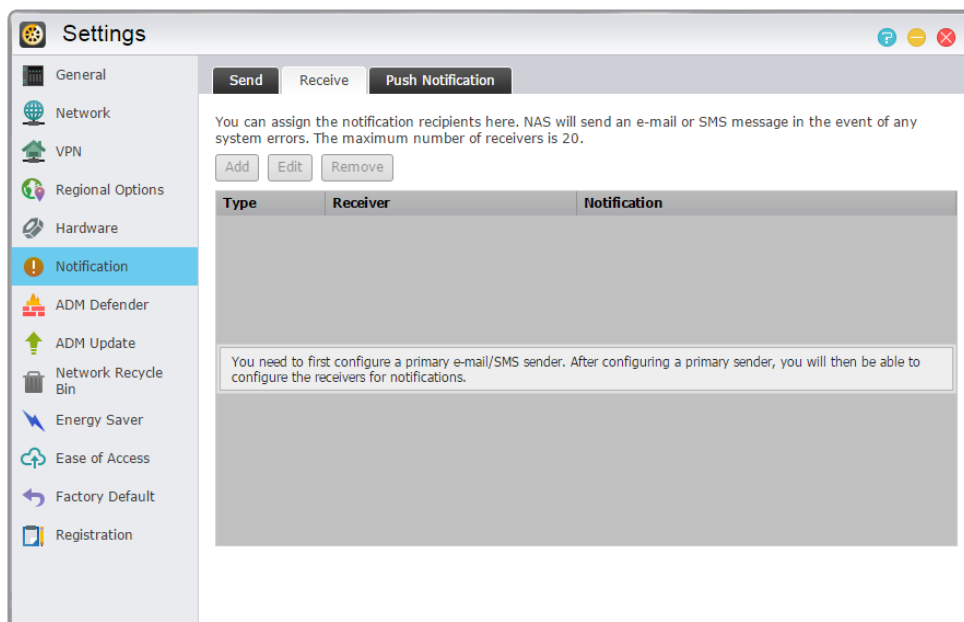 Settings
General
Network
VPN
Regional Options
Hardware
Notification
ADM Defender
ADM Update
Network Recycle
Bin
Energy Saver
Ease of Access
Factory Default
Registration
Send Receive Push Notification
You can assign the notification recipients here. NAS will send an e-mail or SMS message in the event of any
system errors. The maximum number of receivers is 20.
Add Edit Remove
Type Receiver Notification
You need to first configure a primary e-mail/SMS sender. After configuring a primary sender, you will then be able to
configure the receivers for notifications.